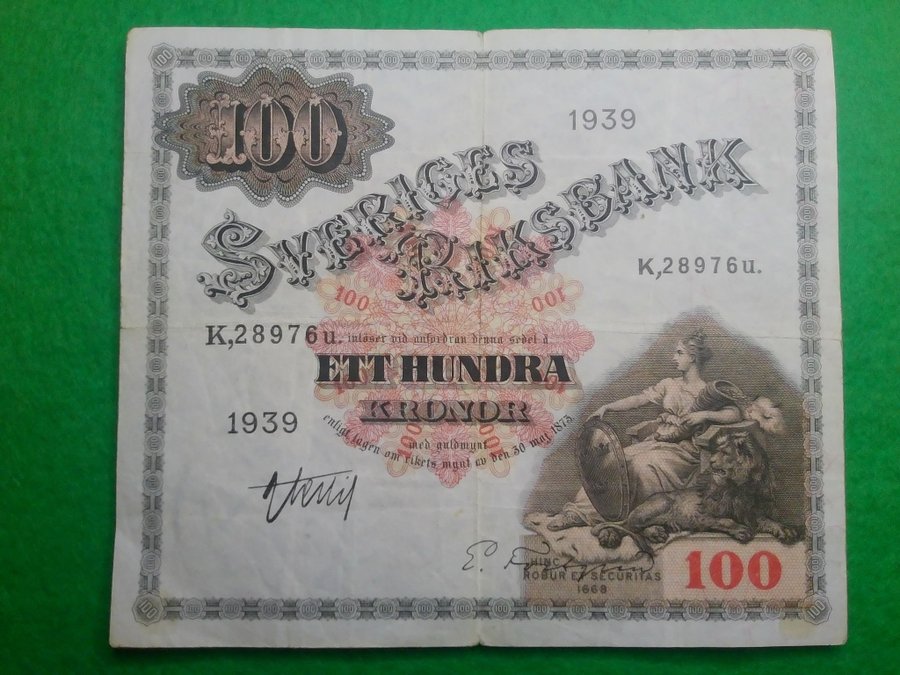 100
1939
SVERIGES
RIKSBANK
K,28976u.
100 100
K,28976u. inlöser vid anfordran denna sedel å
ETT HUNDRA
KRONOR
1939
med guldmynt
enligt lagen om rikets mynt av den 30 maj 1873
HINC
ROBUR ET SECURITAS
1668
100